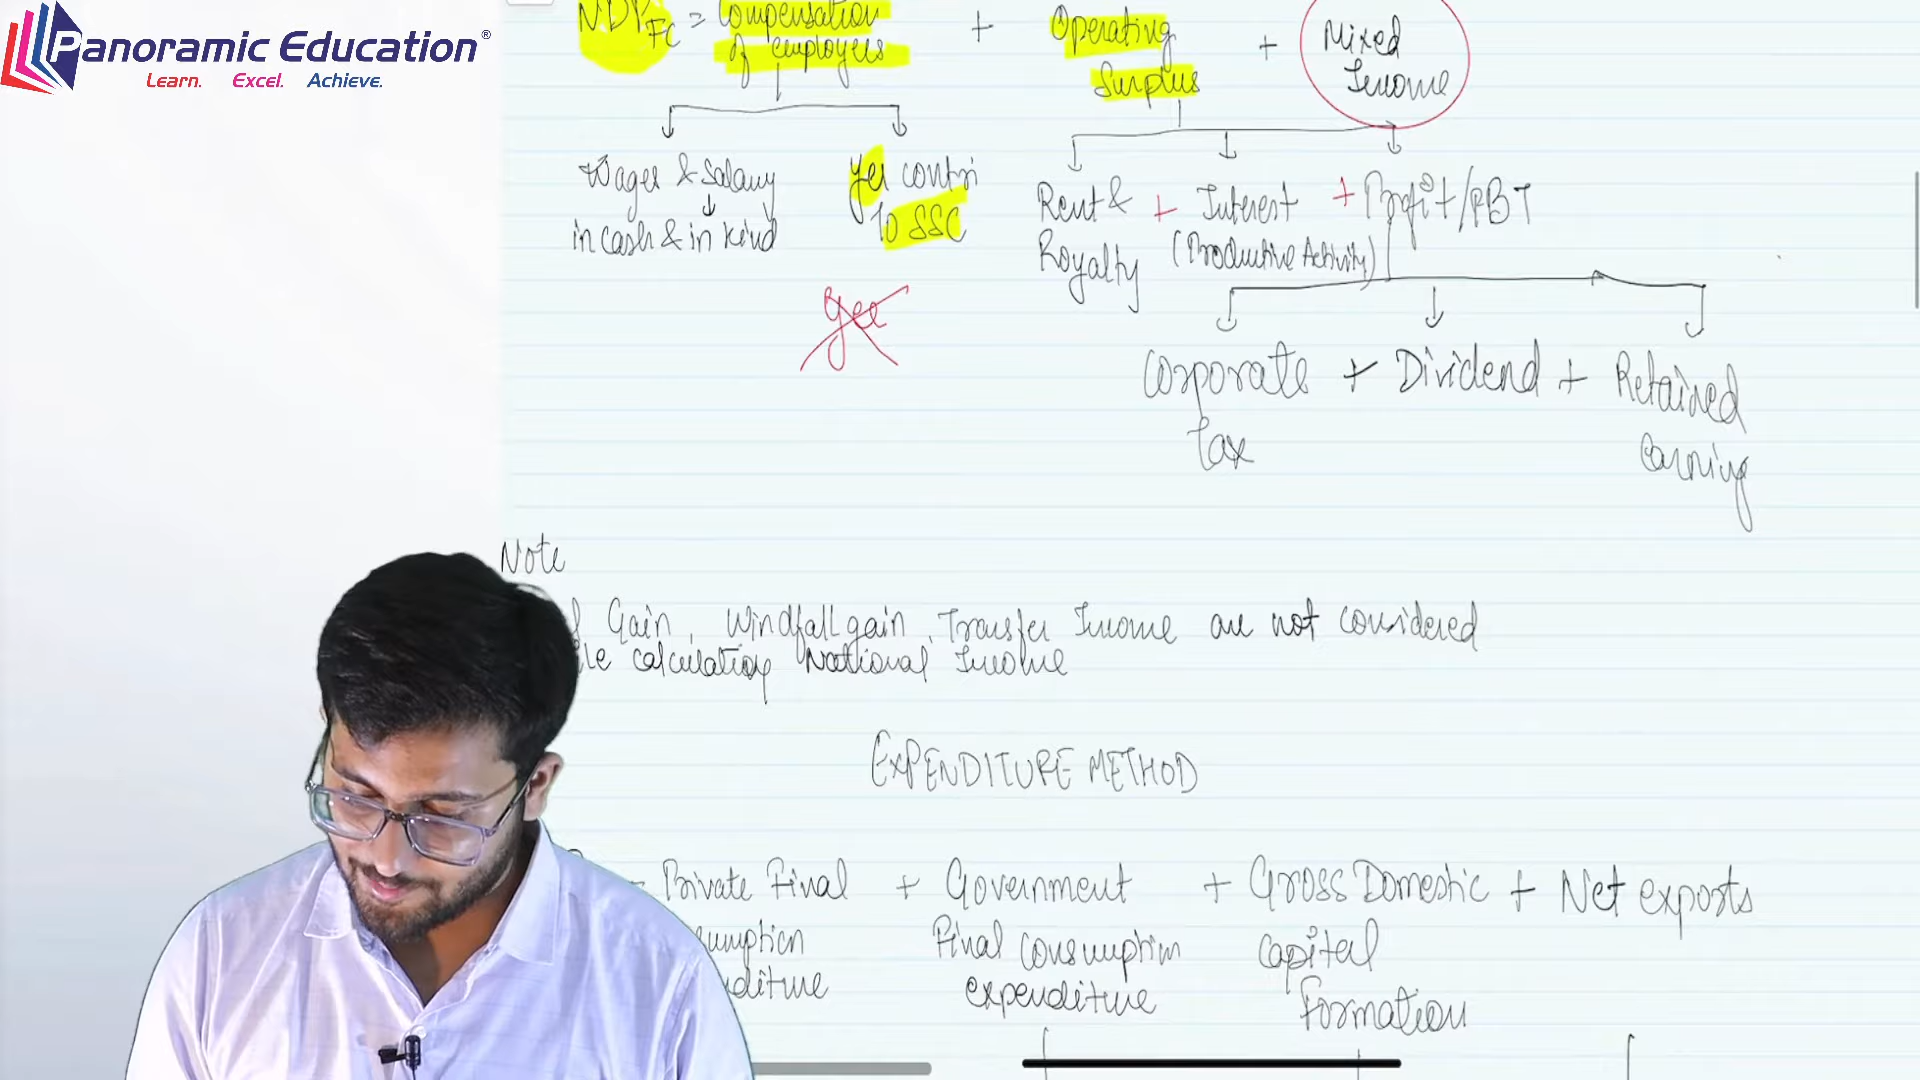 Panoramic Education®
Learn. Excel. Achieve.
NDP FC = Compensation of employees + Operating Surplus + Mixed Income
Wages & Salary in cash & in kind
yer contri to SSC
Rent & Royalty + Interest (Productive Activity) + Profit/PBT
yee
Corporate Tax + Dividend + Retained Earning
Note
Gain, Windfall gain, Transfer Income are not considered
calculating National Income
EXPENDITURE METHOD
Private Final + Government + Gross Domestic + Net exports
Final consumption Capital
expenditure Formation